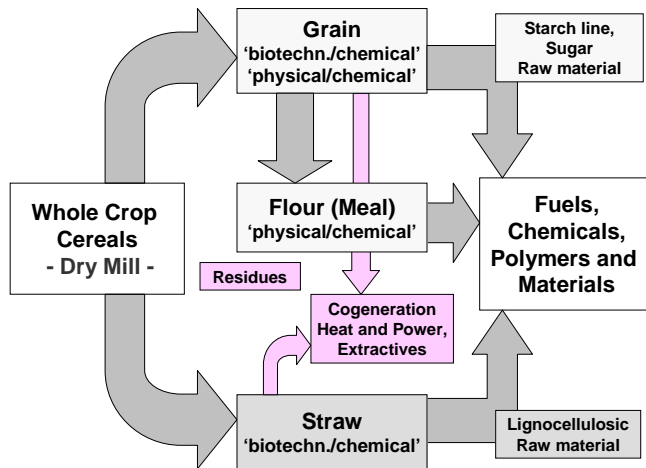 Grain
‘biotechn./chemical’
‘physical/chemical’
Starch line,
Sugar
Raw material
Whole Crop
Cereals
- Dry Mill -
Flour (Meal)
‘physical/chemical’
Fuels,
Chemicals,
Polymers and
Materials
Residues
Cogeneration
Heat and Power,
Extractives
Straw
‘biotechn./chemical’
Lignocellulosic
Raw material